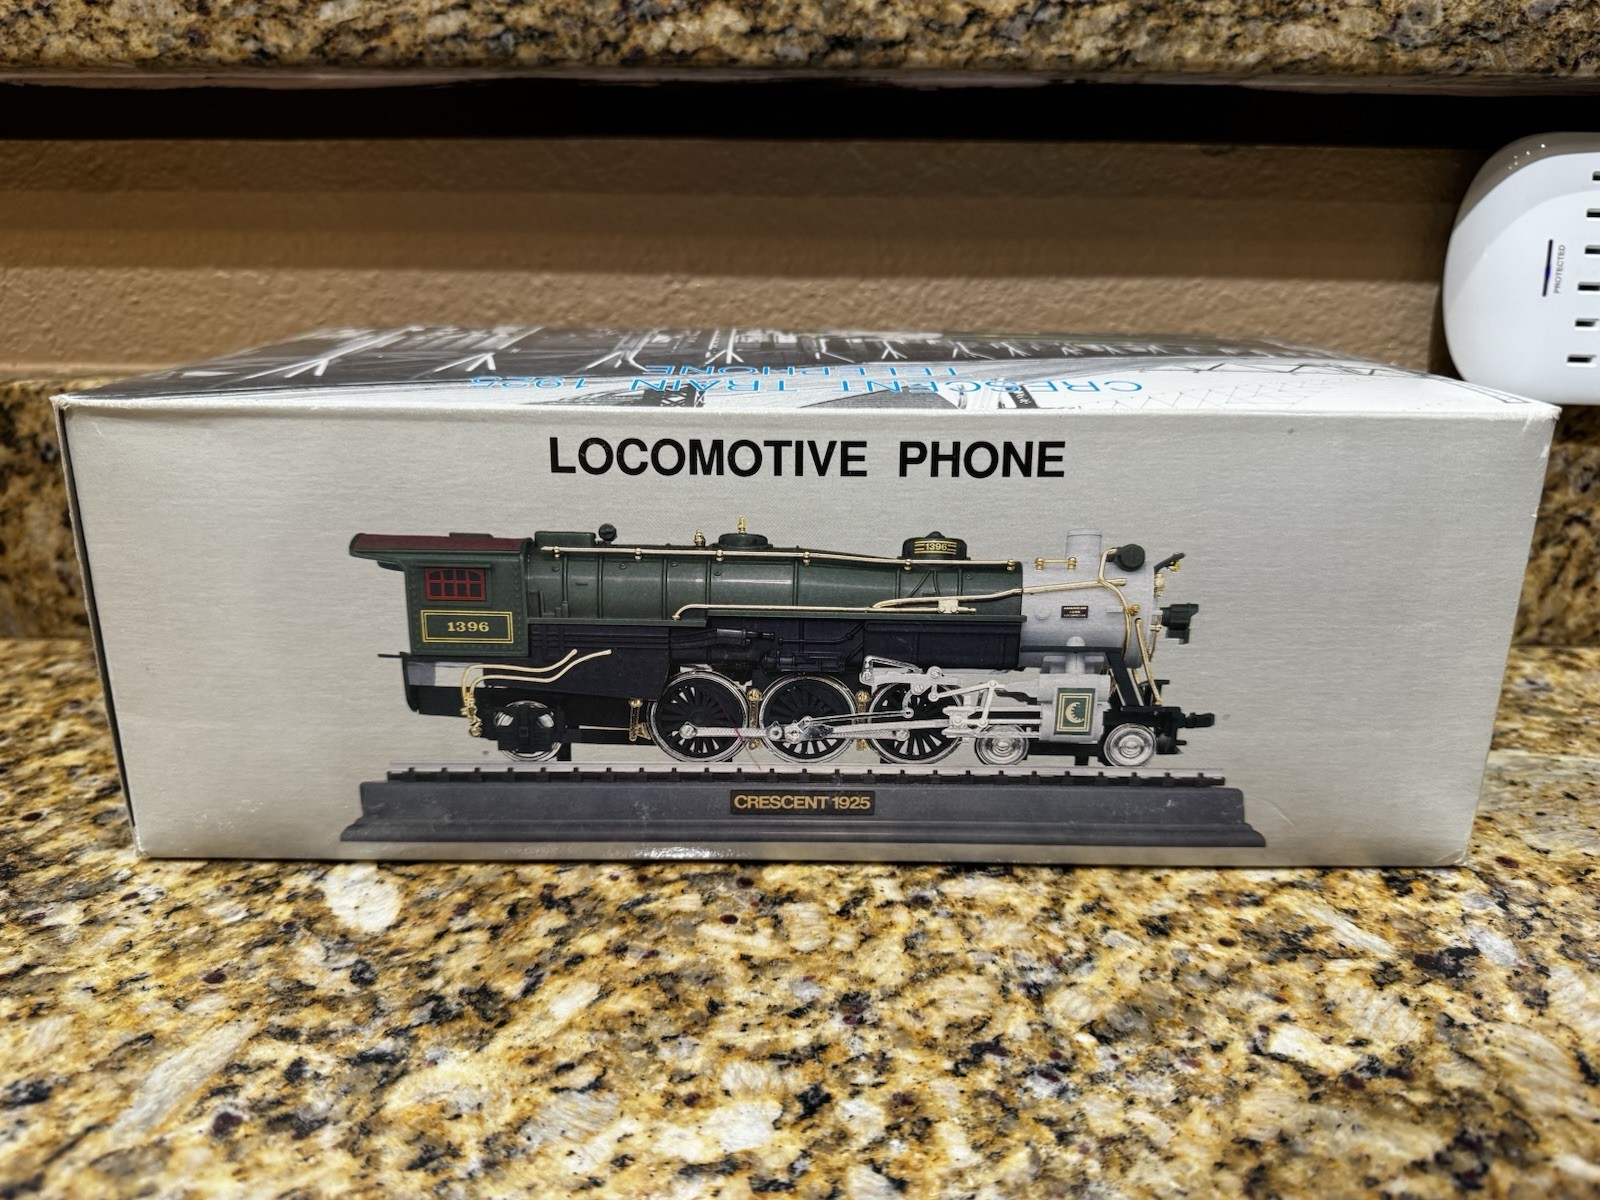 CRESCENT TRAIN 1925
TELEPHONE
LOCOMOTIVE PHONE
1396
1396
CRESCENT 1925
PROTECTED